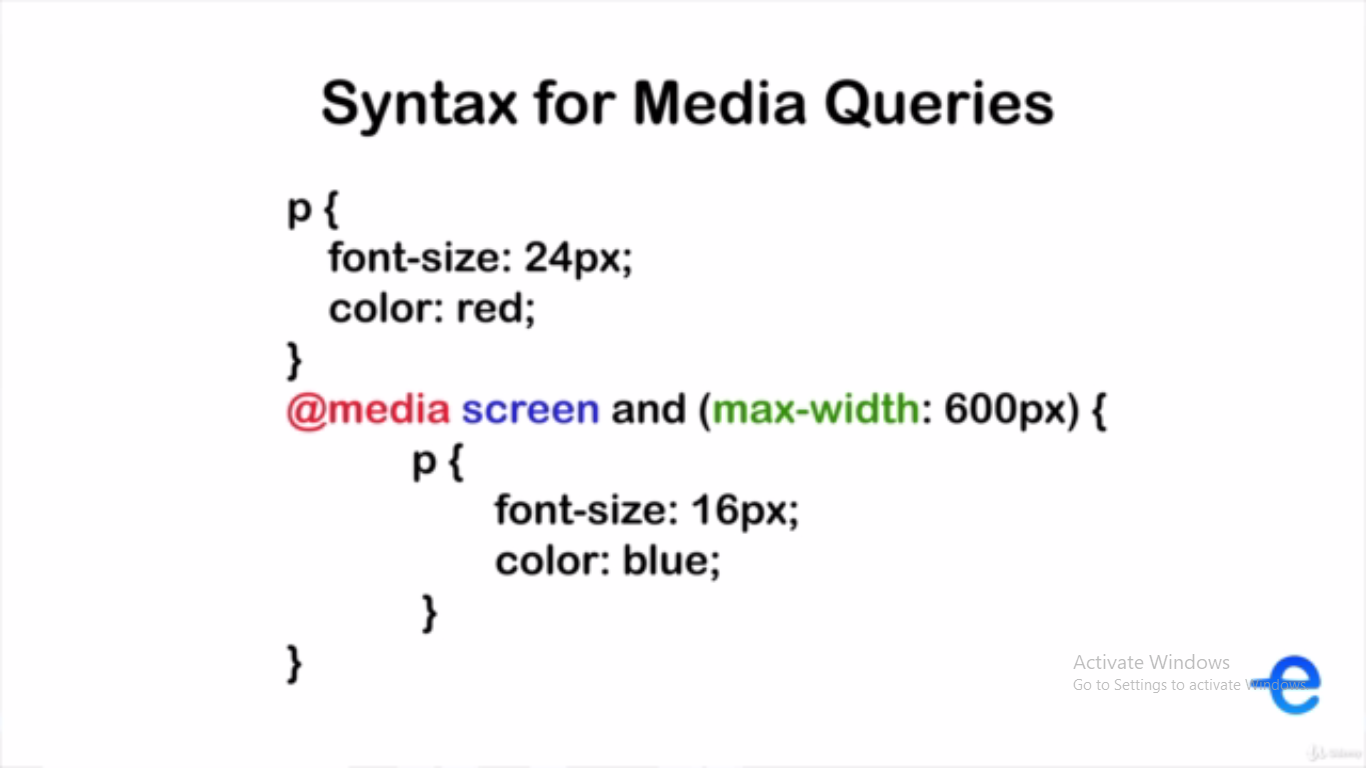 Syntax for Media Queries
p {
font-size: 24px;
color: red;
}
@media screen and (max-width: 600px) {
p {
font-size: 16px;
color: blue;
}
}
Activate Windows
Go to Settings to activate Windows.
e
Udemy